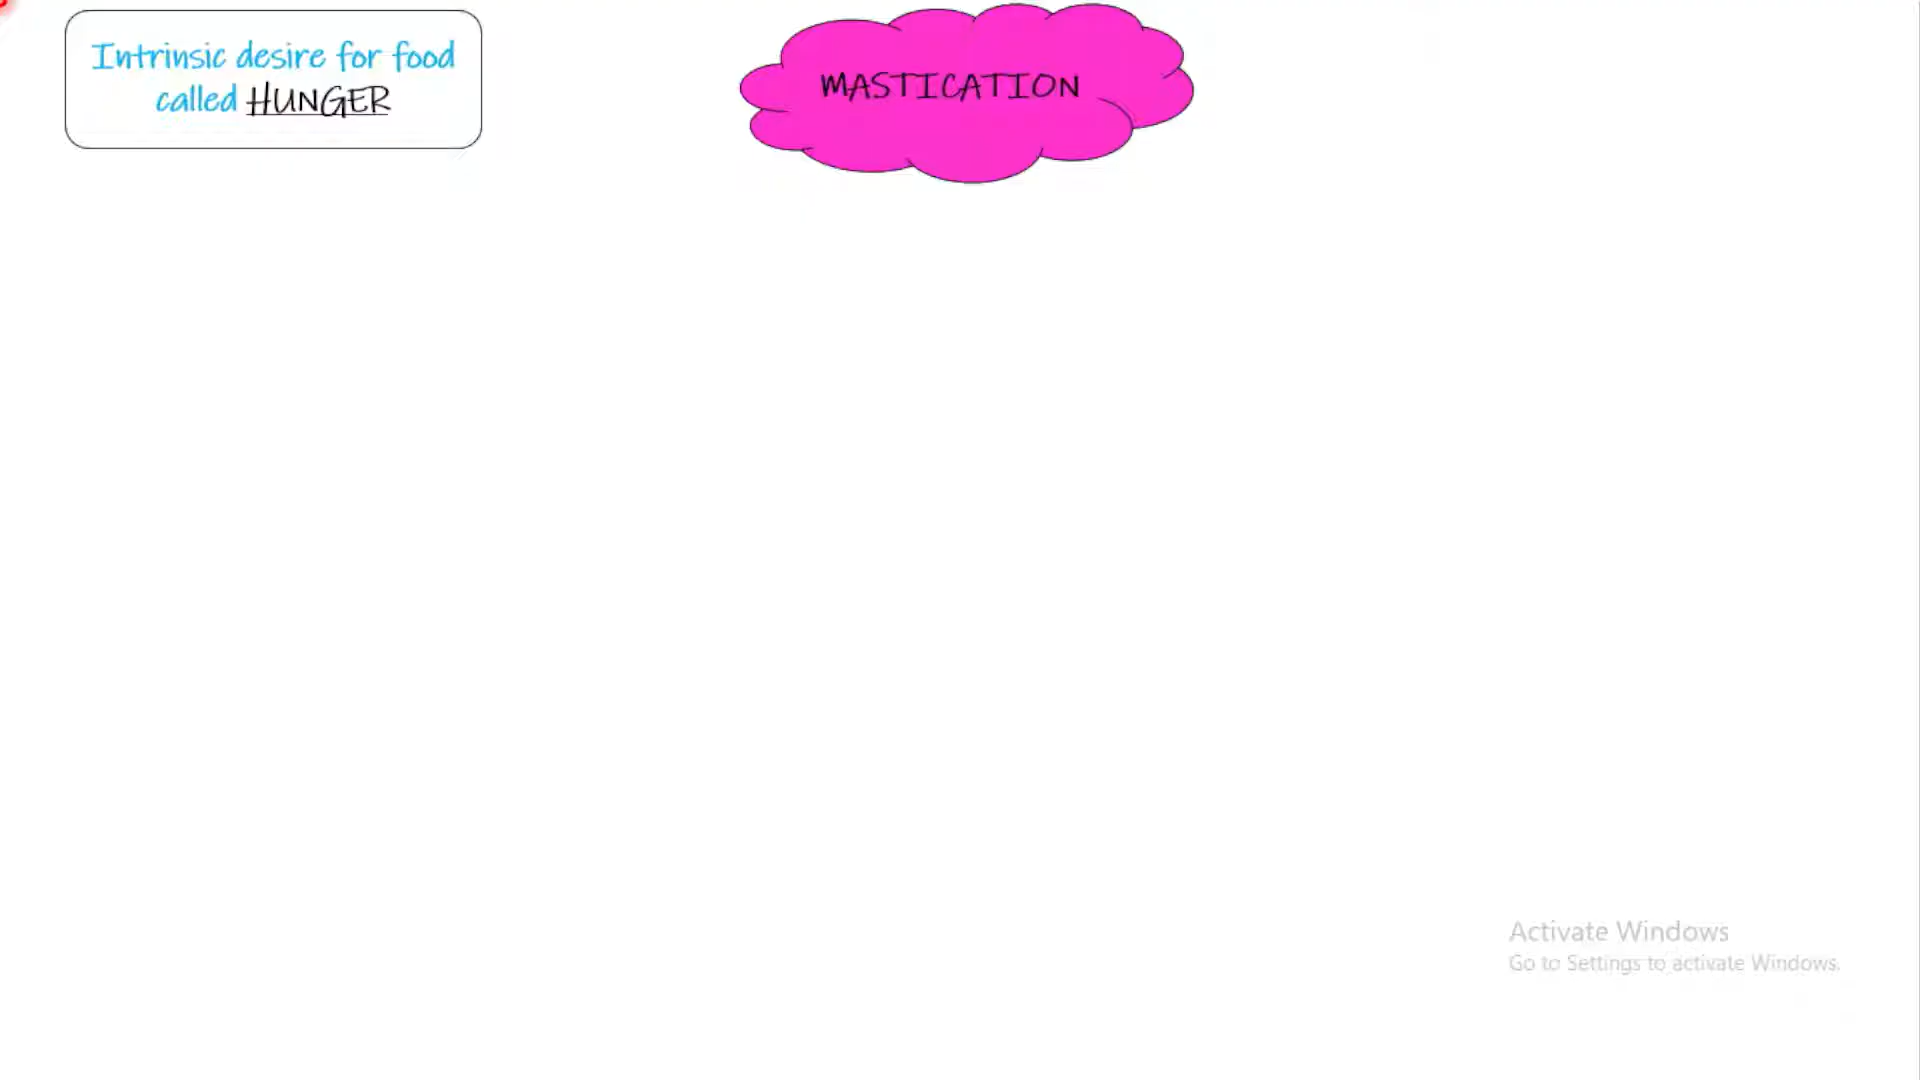 Intrinsic desire for food
called HUNGER
MASTICATION
Activate Windows
Go to Settings to activate Windows.